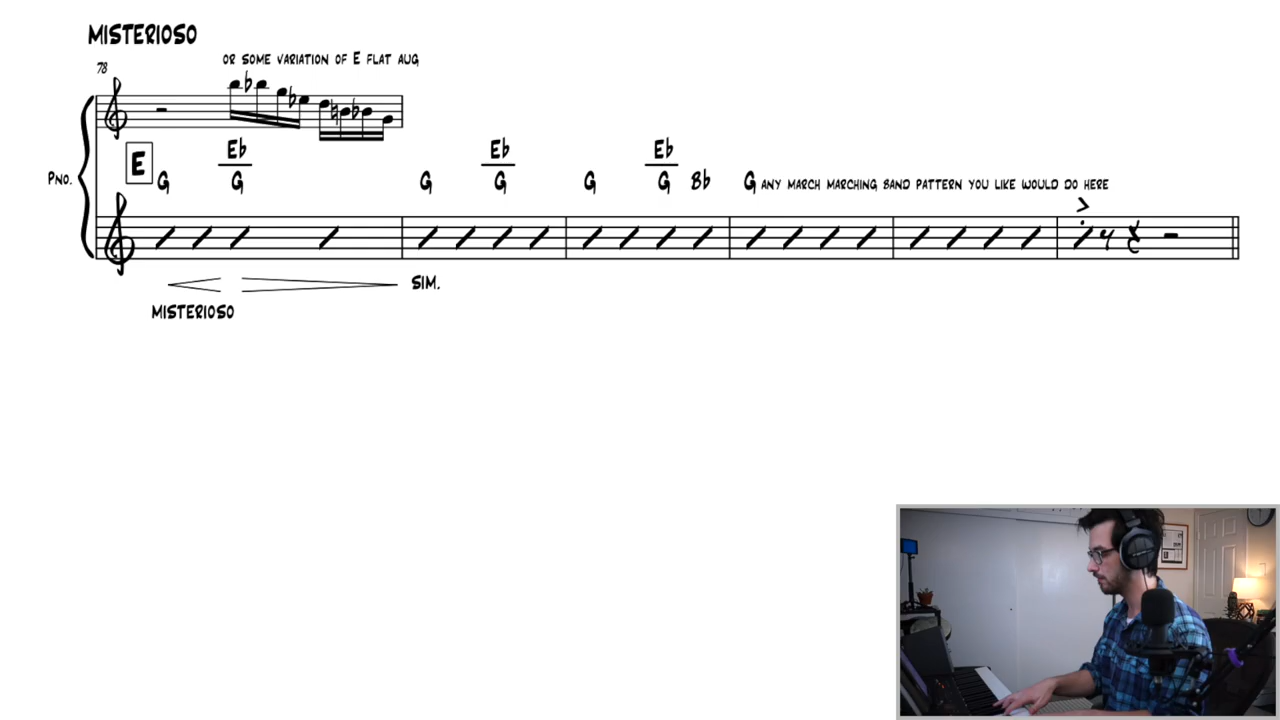 MISTERIOSO
OR SOME VARIATION OF E FLAT AUG
78
E
Eb Eb Eb
PNO.
G G G G G Bb G ANY MARCH MARCHING BAND PATTERN YOU LIKE WOULD DO HERE
SIM.
MISTERIOSO